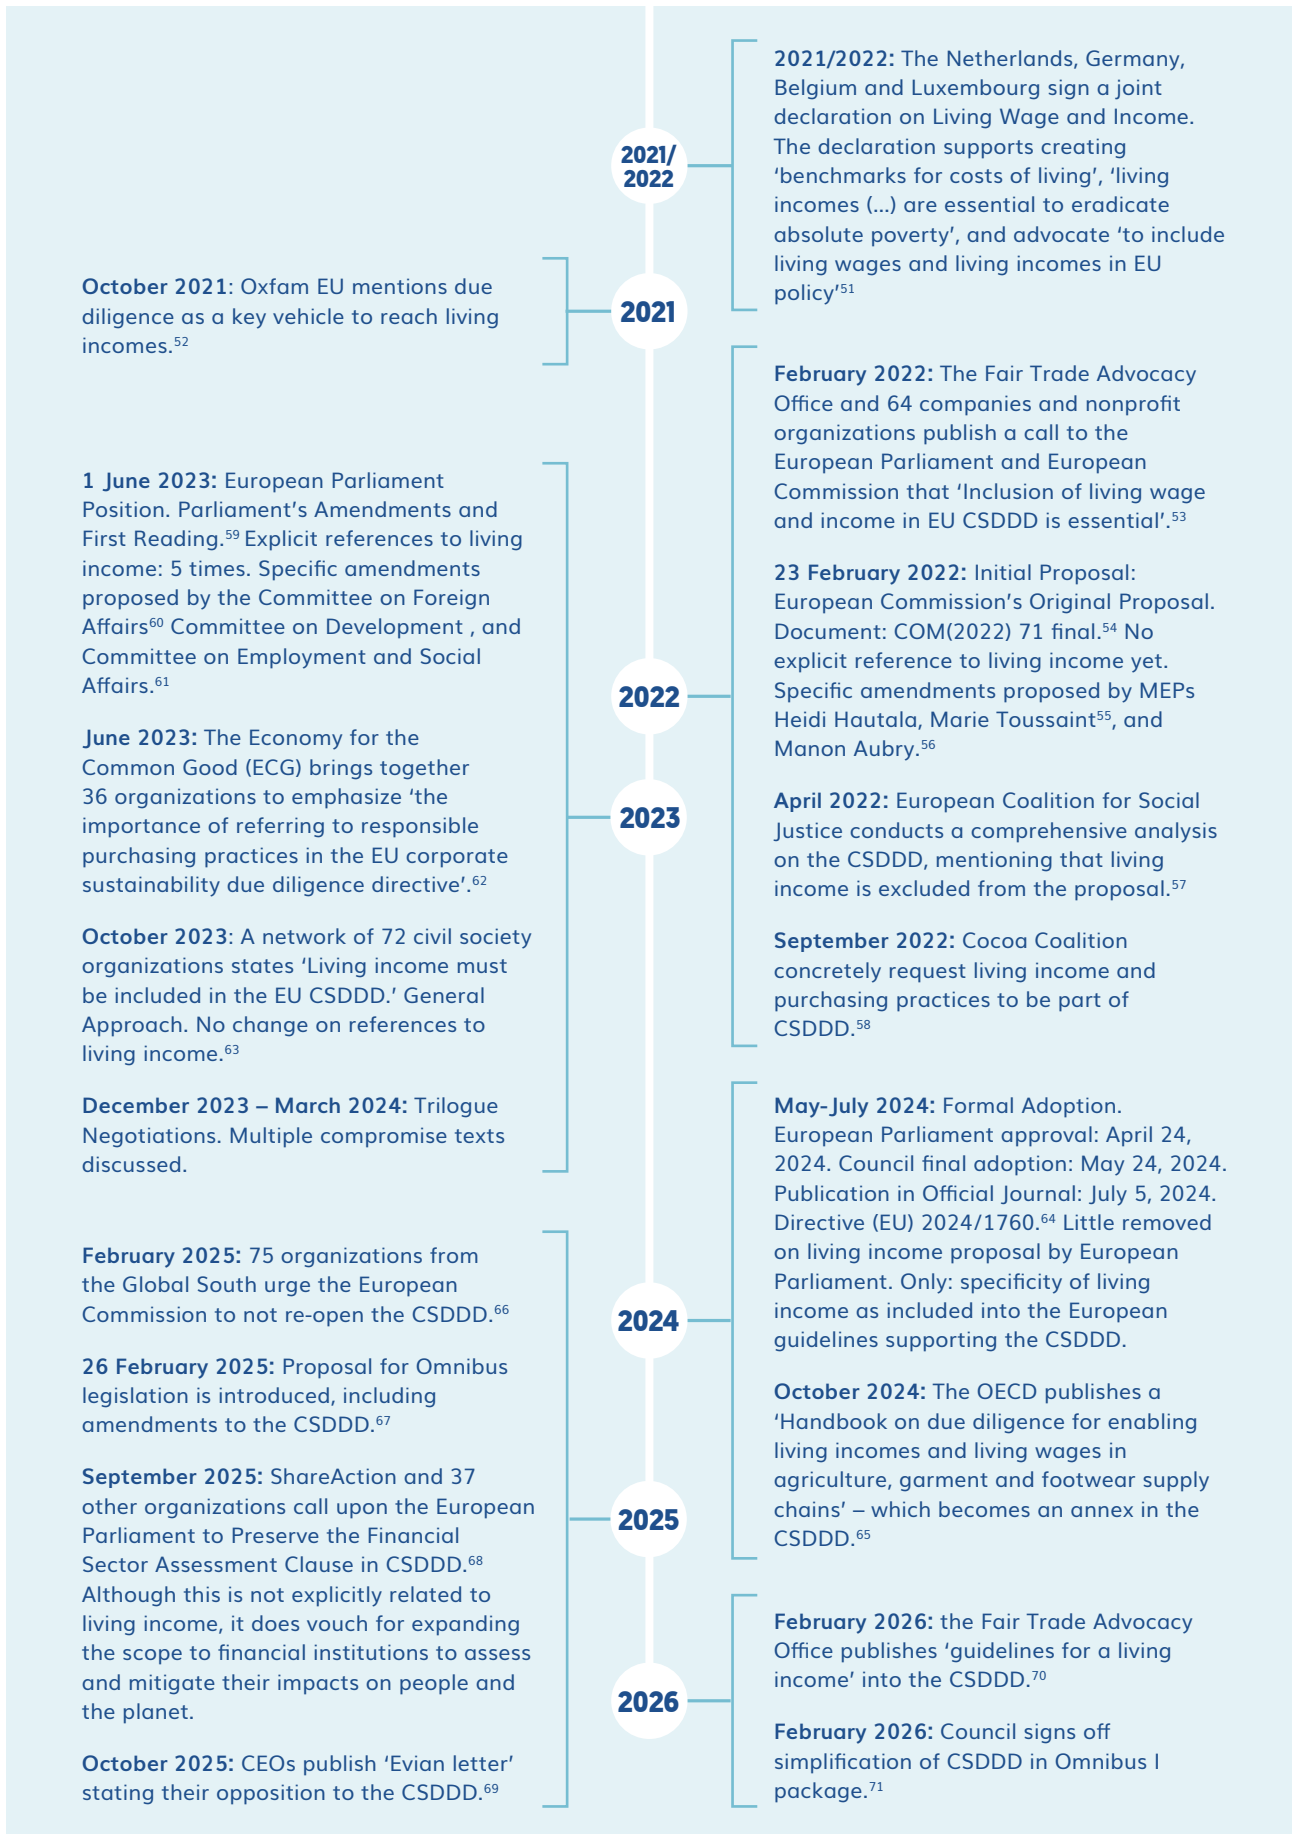 2021/
2022
2021/2022: The Netherlands, Germany,
Belgium and Luxembourg sign a joint
declaration on Living Wage and Income.
The declaration supports creating
‘benchmarks for costs of living’, ‘living
incomes (...) are essential to eradicate
absolute poverty’, and advocate ‘to include
living wages and living incomes in EU
policy’51
2021
October 2021: Oxfam EU mentions due
diligence as a key vehicle to reach living
incomes.52
2022
February 2022: The Fair Trade Advocacy
Office and 64 companies and nonprofit
organizations publish a call to the
European Parliament and European
Commission that ‘Inclusion of living wage
and income in EU CSDDD is essential’.53
23 February 2022: Initial Proposal:
European Commission’s Original Proposal.
Document: COM(2022) 71 final.54 No
explicit reference to living income yet.
Specific amendments proposed by MEPs
Heidi Hautala, Marie Toussaint55, and
Manon Aubry.56
April 2022: European Coalition for Social
Justice conducts a comprehensive analysis
on the CSDDD, mentioning that living
income is excluded from the proposal.57
September 2022: Cocoa Coalition
concretely request living income and
purchasing practices to be part of
CSDDD.58
2023
1 June 2023: European Parliament
Position. Parliament’s Amendments and
First Reading.59 Explicit references to living
income: 5 times. Specific amendments
proposed by the Committee on Foreign
Affairs60 Committee on Development , and
Committee on Employment and Social
Affairs.61
June 2023: The Economy for the
Common Good (ECG) brings together
36 organizations to emphasize ‘the
importance of referring to responsible
purchasing practices in the EU corporate
sustainability due diligence directive’.62
October 2023: A network of 72 civil society
organizations states ‘Living income must
be included in the EU CSDDD.’ General
Approach. No change on references to
living income.63
December 2023 – March 2024: Trilogue
Negotiations. Multiple compromise texts
discussed.
2024
May-July 2024: Formal Adoption.
European Parliament approval: April 24,
2024. Council final adoption: May 24, 2024.
Publication in Official Journal: July 5, 2024.
Directive (EU) 2024/1760.64 Little removed
on living income proposal by European
Parliament. Only: specificity of living
income as included into the European
guidelines supporting the CSDDD.
October 2024: The OECD publishes a
‘Handbook on due diligence for enabling
living incomes and living wages in
agriculture, garment and footwear supply
chains’ – which becomes an annex in the
CSDDD.65
2025
February 2025: 75 organizations from
the Global South urge the European
Commission to not re-open the CSDDD.66
26 February 2025: Proposal for Omnibus
legislation is introduced, including
amendments to the CSDDD.67
September 2025: ShareAction and 37
other organizations call upon the European
Parliament to Preserve the Financial
Sector Assessment Clause in CSDDD.68
Although this is not explicitly related to
living income, it does vouch for expanding
the scope to financial institutions to assess
and mitigate their impacts on people and
the planet.
October 2025: CEOs publish ‘Evian letter’
stating their opposition to the CSDDD.69
2026
February 2026: the Fair Trade Advocacy
Office publishes ‘guidelines for a living
income’ into the CSDDD.70
February 2026: Council signs off
simplification of CSDDD in Omnibus I
package.71